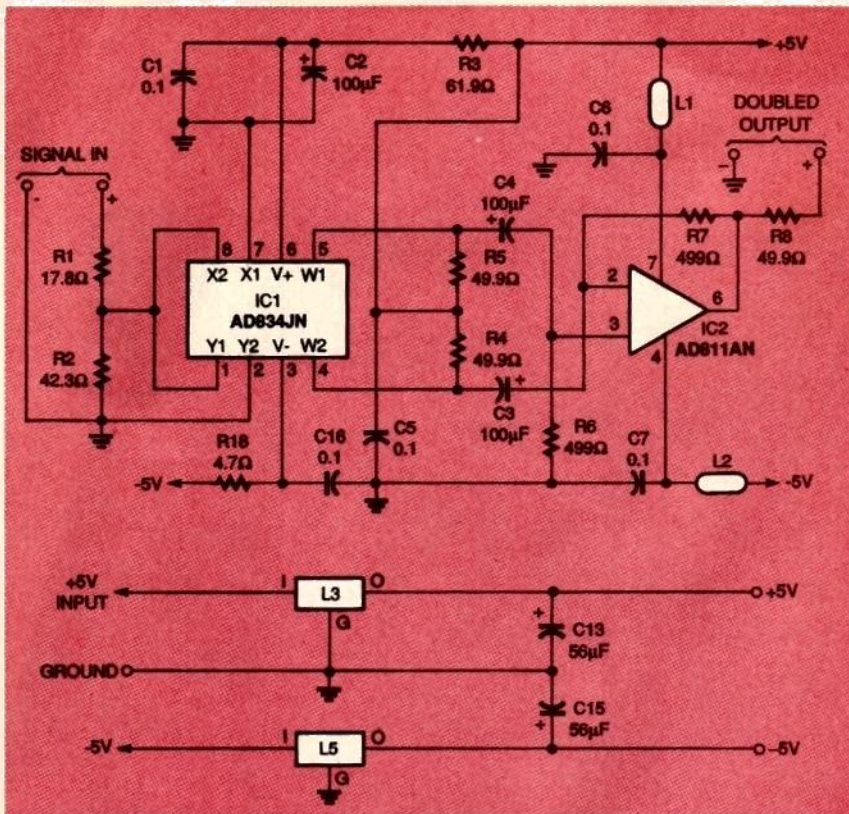 C1
0.1
C2
100µF
R3
61.9Ω
+5V
L1
C6
0.1
DOUBLED
OUTPUT
-
+
SIGNAL IN
-
+
C4
100µF
+
R7
499Ω
R8
49.9Ω
R1
17.8Ω
8 7 6 5
X2 X1 V+ W1
IC1
AD834JN
Y1 Y2 V- W2
1 2 3 4
R5
49.9Ω
R4
49.9Ω
2
3
7
6
4
IC2
AD811AN
R2
42.3Ω
+
C3
100µF
R18
4.7Ω
C16
0.1
C5
0.1
R6
499Ω
C7
0.1
L2
-5V
-5V
+5V
INPUT
I
L3
O
G
+5V
+
C13
56µF
GROUND
C15
56µF
+
-5V
I
L5
O
G
-5V